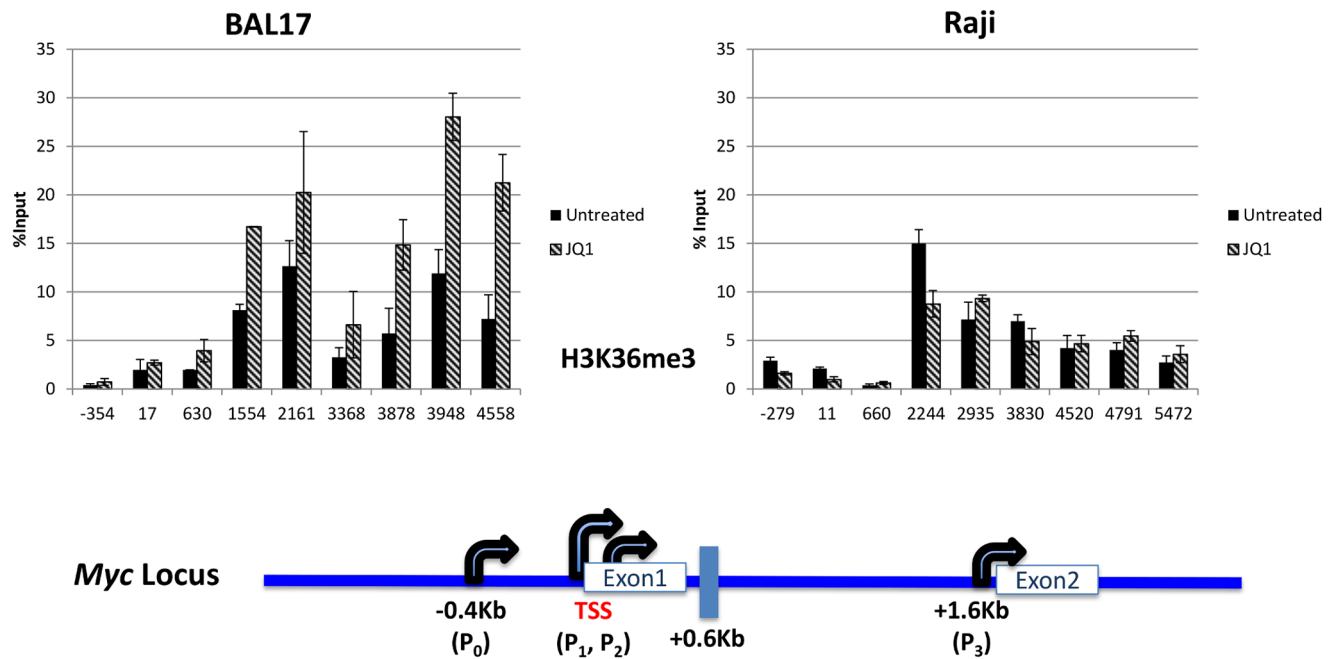 BAL17
35
30
25
20
15
10
5
0
%Input
-354 17 630 1554 2161 3368 3878 3948 4558
Untreated
JQ1
H3K36me3
Raji
35
30
25
20
15
10
5
0
% Input
-279 11 660 2244 2935 3830 4520 4791 5472
Untreated
JQ1
Myc Locus
Exon1
Exon2
-0.4Kb
(P0)
TSS
(P1, P2)
+0.6Kb
+1.6Kb
(P3)